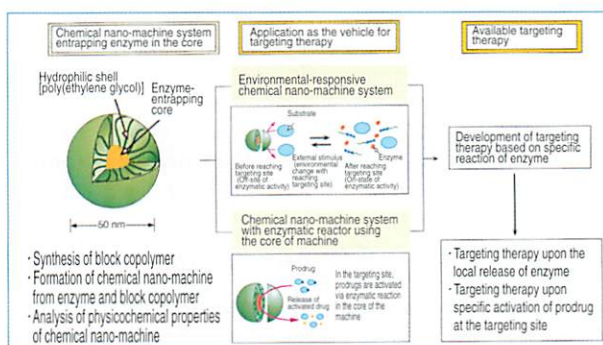 Chemical nano-machine system
entrapping enzyme in the core
Application as the vehicle for
targeting therapy
Available targeting
therapy
Hydrophilic shell
[poly(ethylene glycol)]
Enzyme-
entrapping
core
50 nm
· Synthesis of block copolymer
· Formation of chemical nano-machine
from enzyme and block copolymer
· Analysis of physicochemical properties
of chemical nano-machine
Environmental-responsive
chemical nano-machine system
Substrate
Before reaching
targeting site
(Off-state of
enzymatic activity)
External stimulus
(environmental
change with
reaching
targeting site)
Enzyme
After reaching
targeting site
(On-state of
enzymatic activity)
Chemical nano-machine system
with enzymatic reactor using
the core of machine
Prodrug
Release of
activated drug
In the targeting site,
prodrugs are activated
via enzymatic reaction
in the core of the
machine
Development of targeting
therapy based on specific
reaction of enzyme
· Targeting therapy upon the
local release of enzyme
· Targeting therapy upon
specific activation of prodrug
at the targeting site